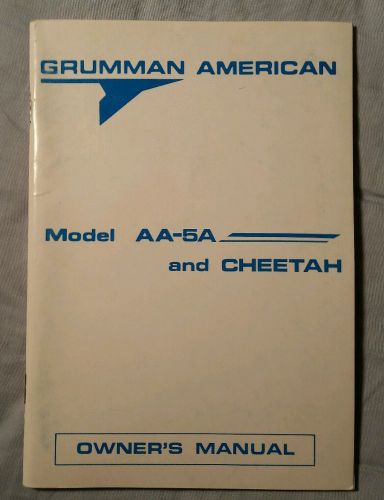 GRUMMAN AMERICAN
Model AA-5A
and CHEETAH
OWNER'S MANUAL